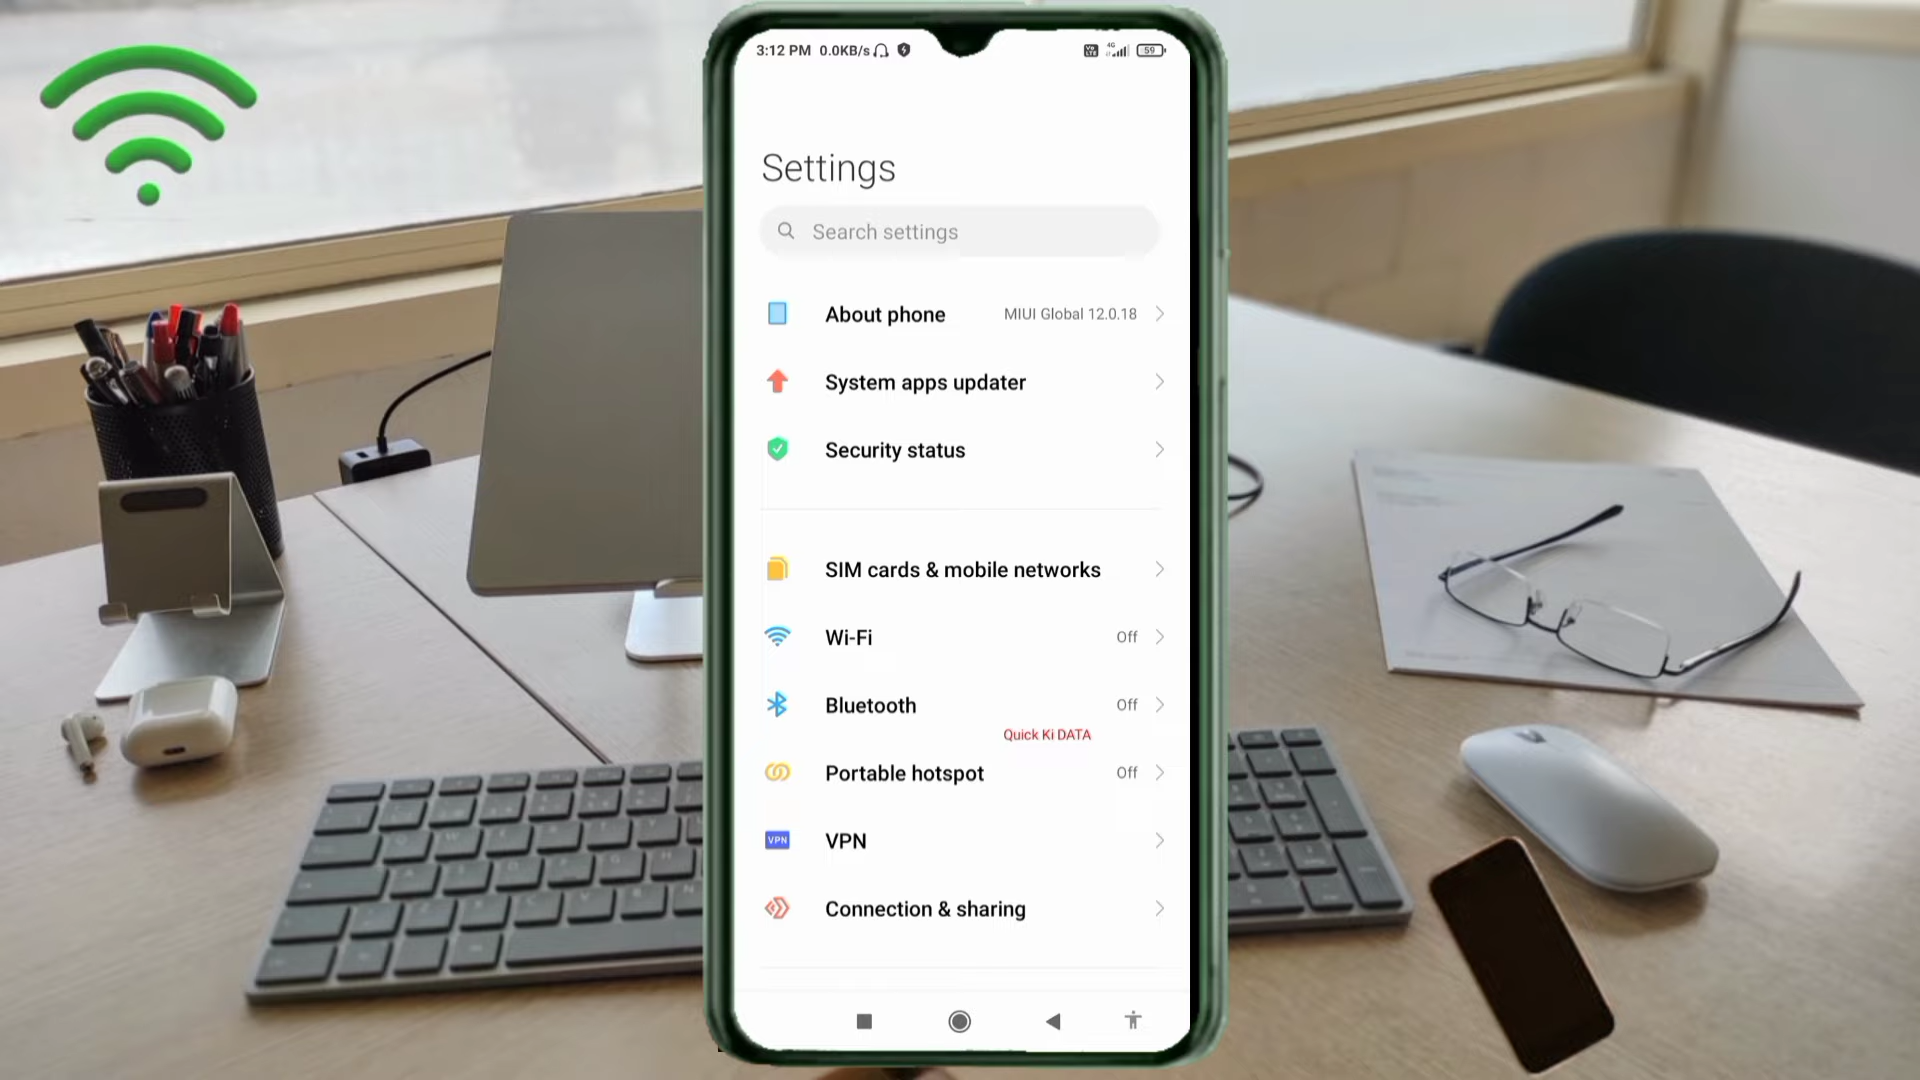 3:12 PM 0.0KB/s 4G 59
Settings
Search settings
About phone MIUI Global 12.0.18
System apps updater
Security status
SIM cards & mobile networks
Wi-Fi Off
Bluetooth Off
Quick Ki DATA
Portable hotspot Off
VPN VPN
Connection & sharing